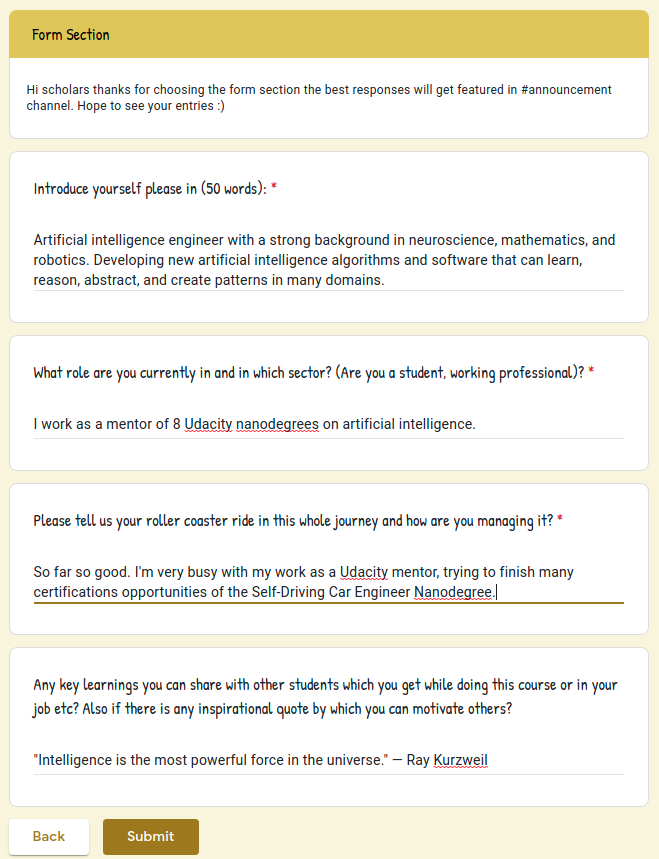 Form Section
Hi scholars thanks for choosing the form section the best responses will get featured in #announcement
channel. Hope to see your entries :)
Introduce yourself please in (50 words): *
Artificial intelligence engineer with a strong background in neuroscience, mathematics, and
robotics. Developing new artificial intelligence algorithms and software that can learn,
reason, abstract, and create patterns in many domains.
What role are you currently in and in which sector? (Are you a student, working professional)? *
I work as a mentor of 8 Udacity nanodegrees on artificial intelligence.
Please tell us your roller coaster ride in this whole journey and how are you managing it? *
So far so good. I'm very busy with my work as a Udacity mentor, trying to finish many
certifications opportunities of the Self-Driving Car Engineer Nanodegree.
Any key learnings you can share with other students which you get while doing this course or in your
job etc? Also if there is any inspirational quote by which you can motivate others?
"Intelligence is the most powerful force in the universe." — Ray Kurzweil
Back
Submit